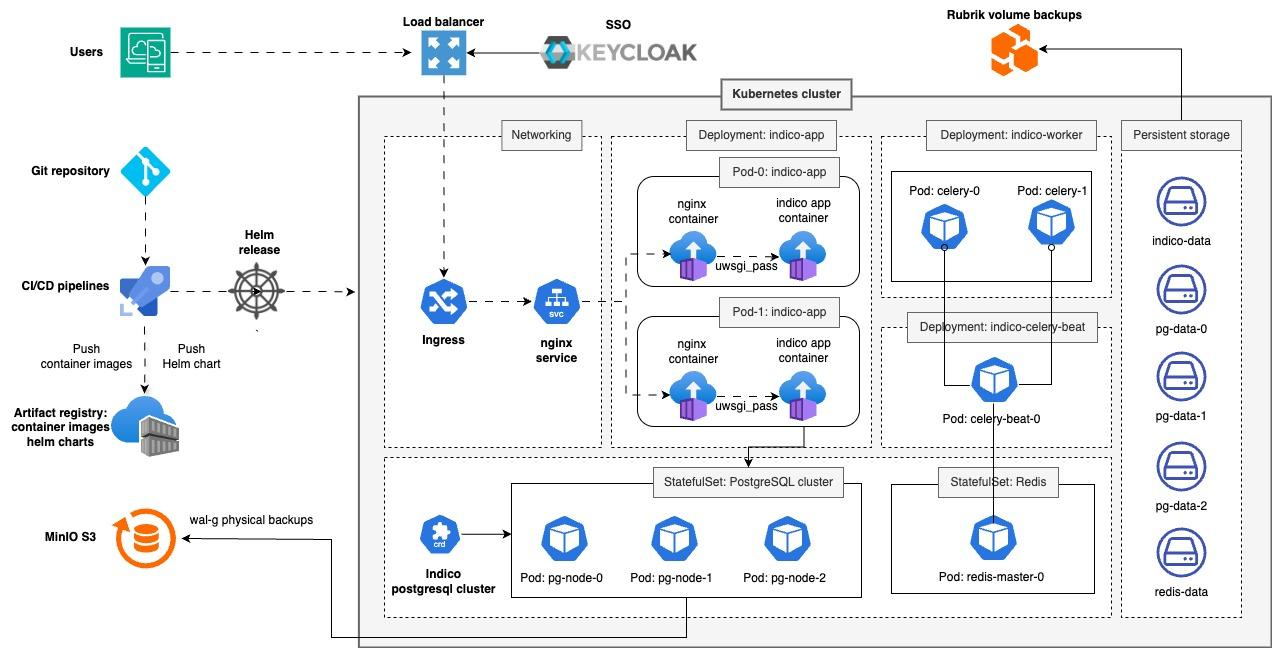 Users
Load balancer
SSO
KEYCLOAK
Rubrik volume backups
Kubernetes cluster
Git repository
CI/CD pipelines
Helm
release
Push
container images
Push
Helm chart
Artifact registry:
container images
helm charts
MinIO S3
wal-g physical backups
Networking
Ingress
svc
nginx
service
Deployment: indico-app
Pod-0: indico-app
nginx
container
indico app
container
uwsgi_pass
Pod-1: indico-app
nginx
container
indico app
container
uwsgi_pass
Deployment: indico-worker
Pod: celery-0
Pod: celery-1
Deployment: indico-celery-beat
Pod: celery-beat-0
Persistent storage
indico-data
pg-data-0
pg-data-1
pg-data-2
redis-data
StatefulSet: PostgreSQL cluster
crd
Indico
postgresql cluster
Pod: pg-node-0
Pod: pg-node-1
Pod: pg-node-2
StatefulSet: Redis
Pod: redis-master-0